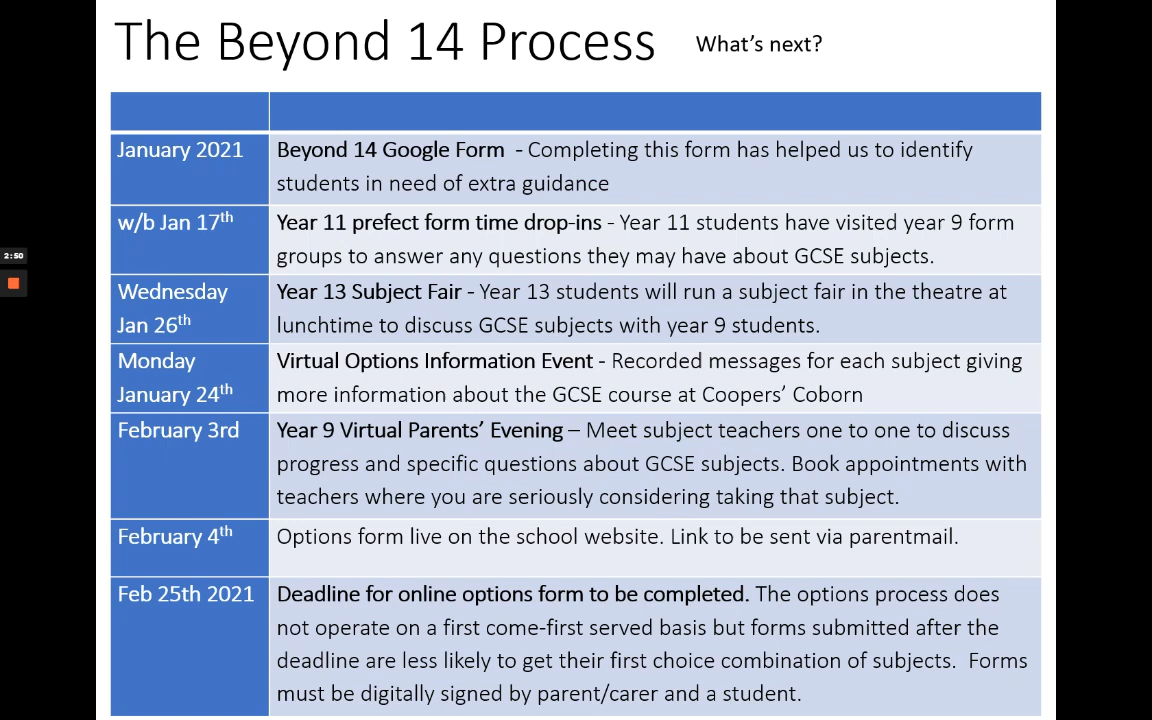 The Beyond 14 Process What's next?
January 2021
Beyond 14 Google Form - Completing this form has helped us to identify
students in need of extra guidance
w/b Jan 17th
Year 11 prefect form time drop-ins - Year 11 students have visited year 9 form
groups to answer any questions they may have about GCSE subjects.
Wednesday
Jan 26th
Year 13 Subject Fair - Year 13 students will run a subject fair in the theatre at
lunchtime to discuss GCSE subjects with year 9 students.
Monday
January 24th
Virtual Options Information Event - Recorded messages for each subject giving
more information about the GCSE course at Coopers' Coborn
February 3rd
Year 9 Virtual Parents' Evening – Meet subject teachers one to one to discuss
progress and specific questions about GCSE subjects. Book appointments with
teachers where you are seriously considering taking that subject.
February 4th
Options form live on the school website. Link to be sent via parentmail.
Feb 25th 2021
Deadline for online options form to be completed. The options process does
not operate on a first come-first served basis but forms submitted after the
deadline are less likely to get their first choice combination of subjects. Forms
must be digitally signed by parent/carer and a student.
2:50